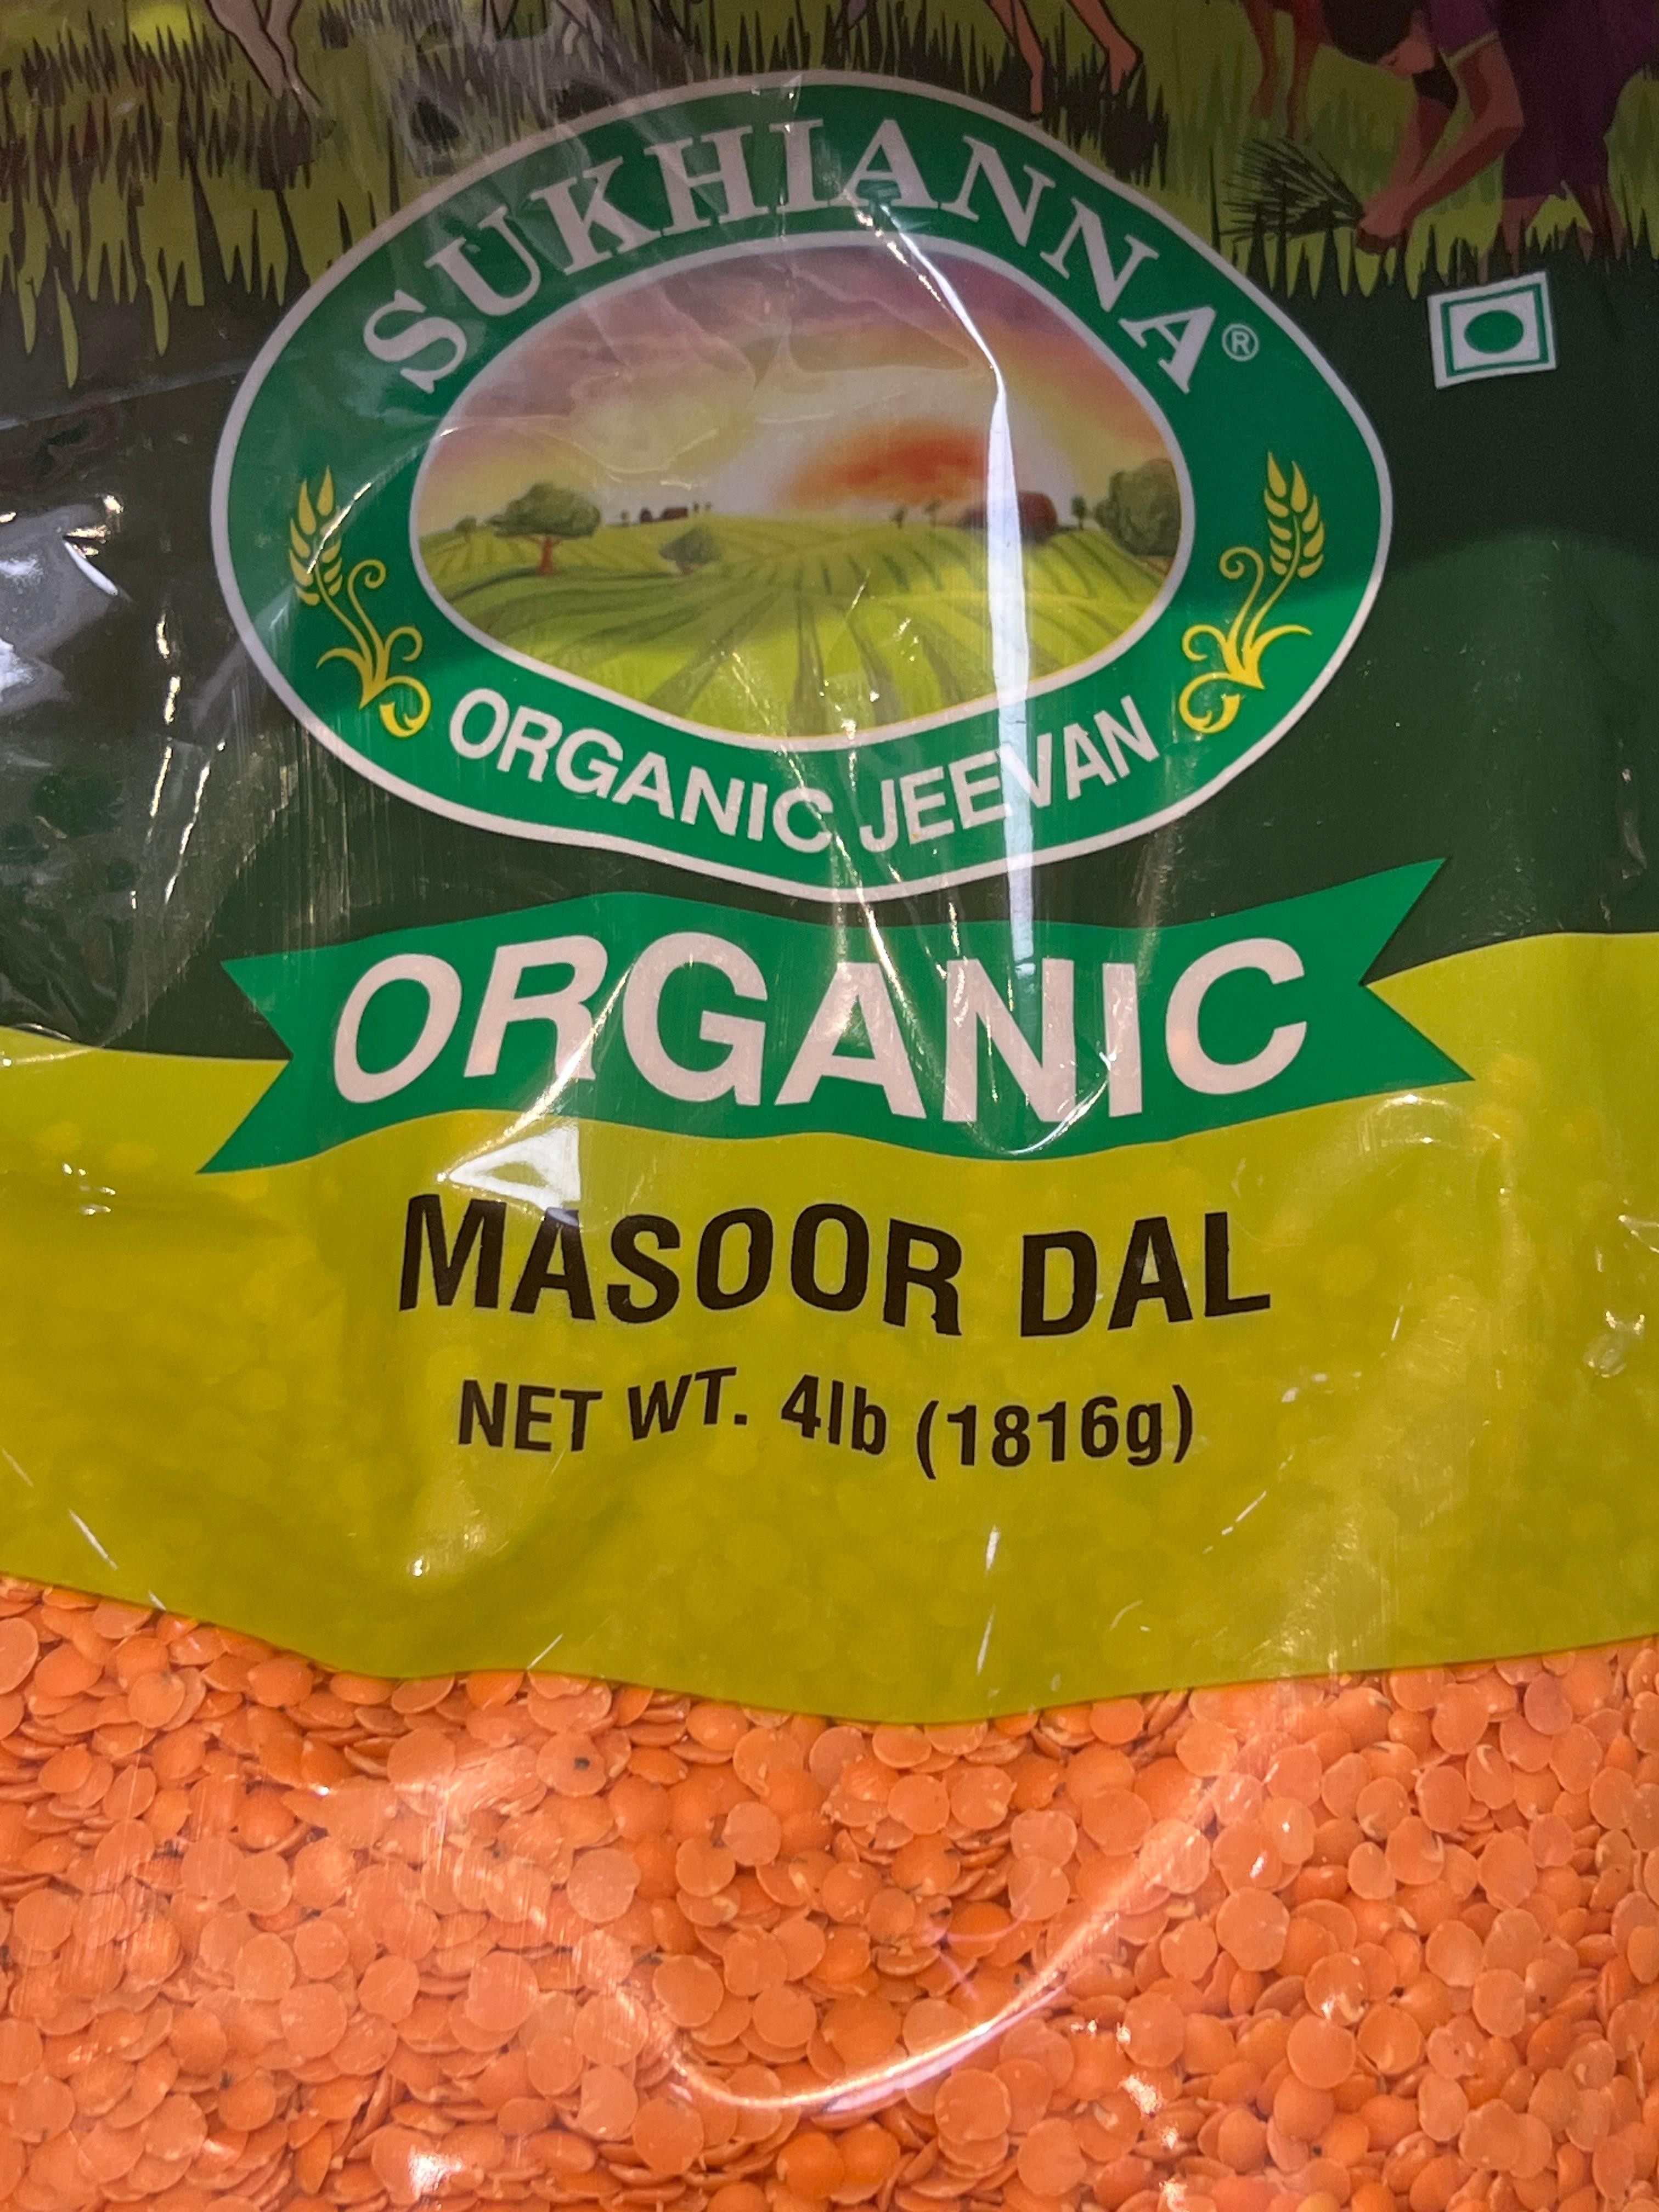 SUKHIANNA®
ORGANIC JEEVAN
ORGANIC
MASOOR DAL
NET WT. 4lb (1816g)